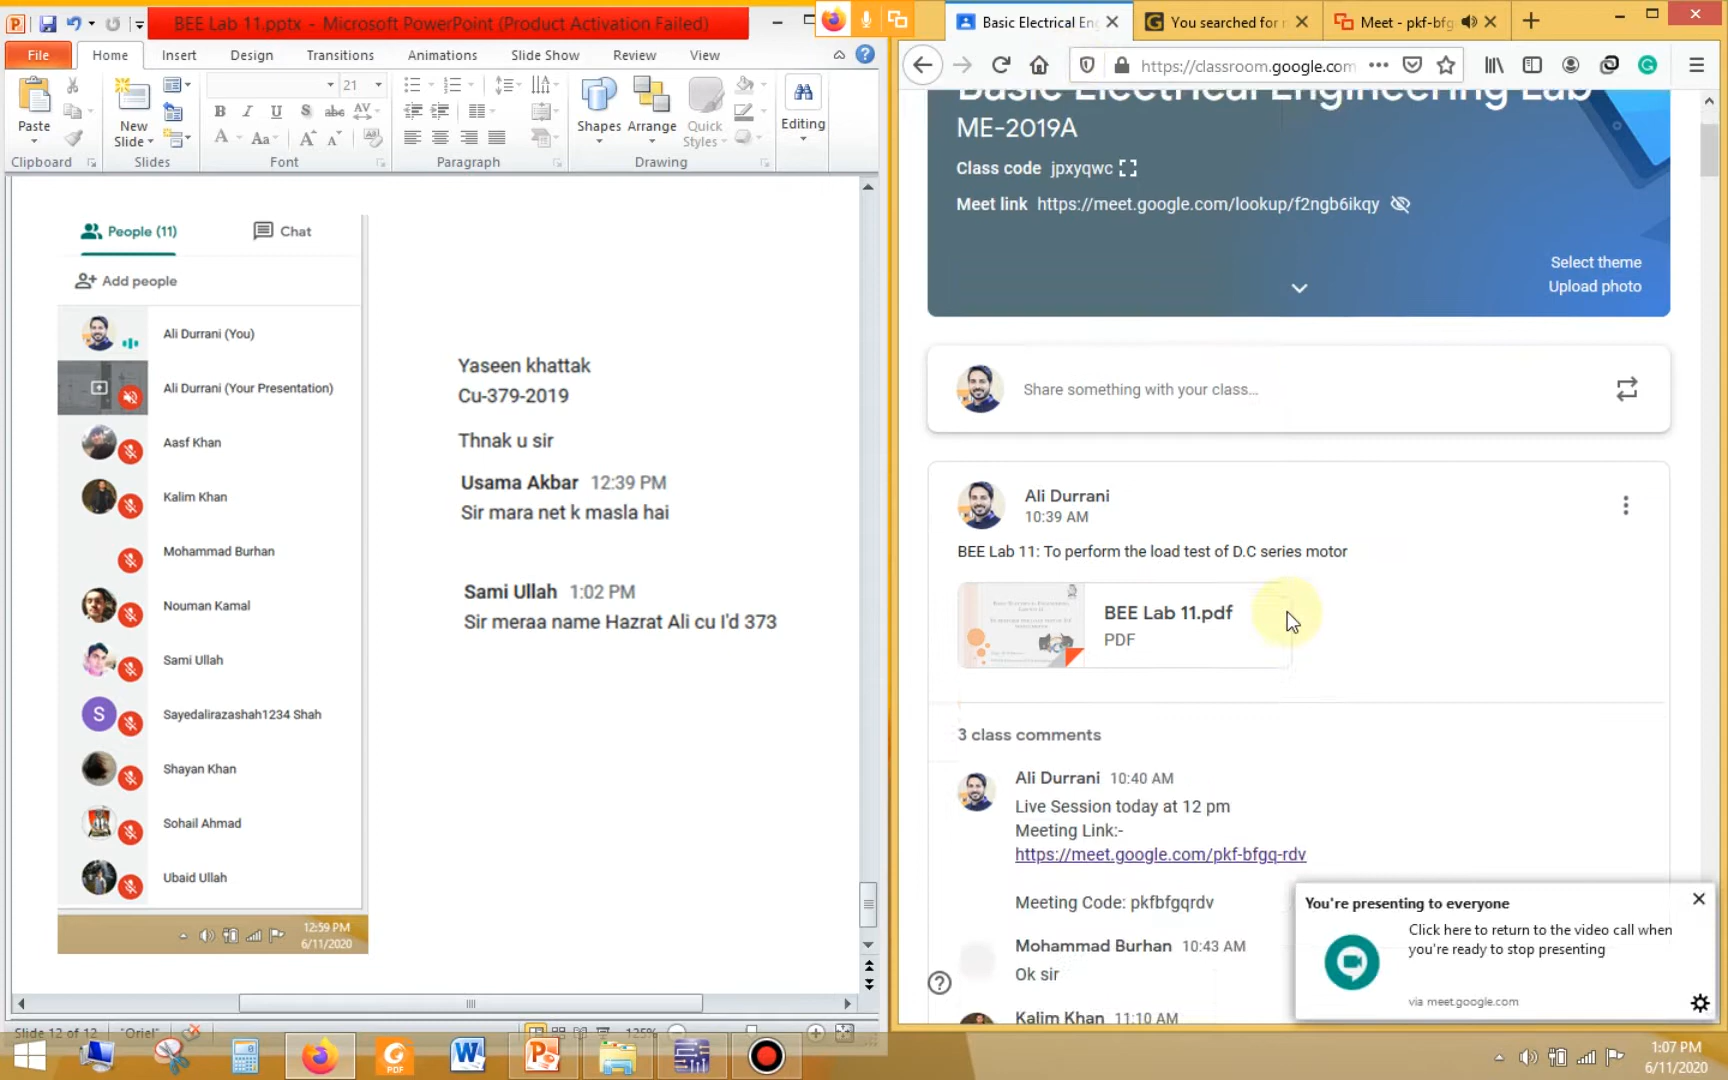 BEE Lab 11.pptx - Microsoft PowerPoint (Product Activation Failed)
File
Home
Insert
Design
Transitions
Animations
Slide Show
Review
View
Paste
New
Slide
21
B I U S abc AV
A Aa A A
Shapes
Arrange
Quick
Styles
Editing
Clipboard
Slides
Font
Paragraph
Drawing
People (11)
Chat
Add people
Ali Durrani (You)
Ali Durrani (Your Presentation)
Aasf Khan
Kalim Khan
Mohammad Burhan
Nouman Kamal
Sami Ullah
S
Sayedalirazashah1234 Shah
Shayan Khan
Sohail Ahmad
Ubaid Ullah
12:59 PM
6/11/2020
Yaseen khattak
Cu-379-2019
Thnak u sir
Usama Akbar 12:39 PM
Sir mara net k masla hai
Sami Ullah 1:02 PM
Sir meraa name Hazrat Ali cu I'd 373
Slide 12 of 12
"Oriel"
125%
Basic Electrical En
You searched for
Meet - pkf-bfg
https://classroom.google.com
Basic Electrical Engineering Lab
ME-2019A
Class code jpxyqwc
Meet link https://meet.google.com/lookup/f2ngb6ikqy
Select theme
Upload photo
Share something with your class...
Ali Durrani
10:39 AM
BEE Lab 11: To perform the load test of D.C series motor
BEE Lab 11.pdf
PDF
3 class comments
Ali Durrani 10:40 AM
Live Session today at 12 pm
Meeting Link:-
https://meet.google.com/pkf-bfgq-rdv
Meeting Code: pkfbfgqrdv
Mohammad Burhan 10:43 AM
Ok sir
Kalim Khan 11:10 AM
You're presenting to everyone
Click here to return to the video call when
you're ready to stop presenting
via meet.google.com
PDF
1:07 PM
6/11/2020